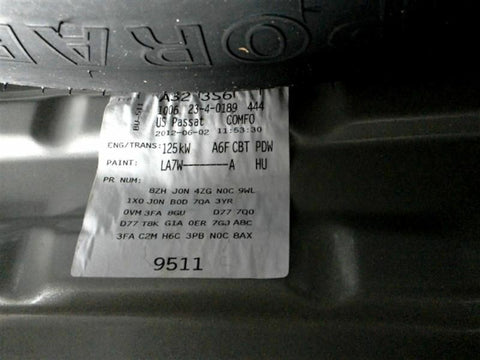 A32 356
1006 23-4-0189 444
US Passat COMFO
2012-06-02 11:53:30
ENG/TRANS: 125kW A6F CBT PDW
PAINT: LA7W-------A HU
PR NUM:
8ZH J0N 4ZG N0C 9WL
1X0 J0N B0D 7QA 3YR
0VM 3FA 8GU D77 7Q0
D77 T8K G1A 0ER 7GJ A8C
3FA C2M H6C 3PB N0C 8AX
9511